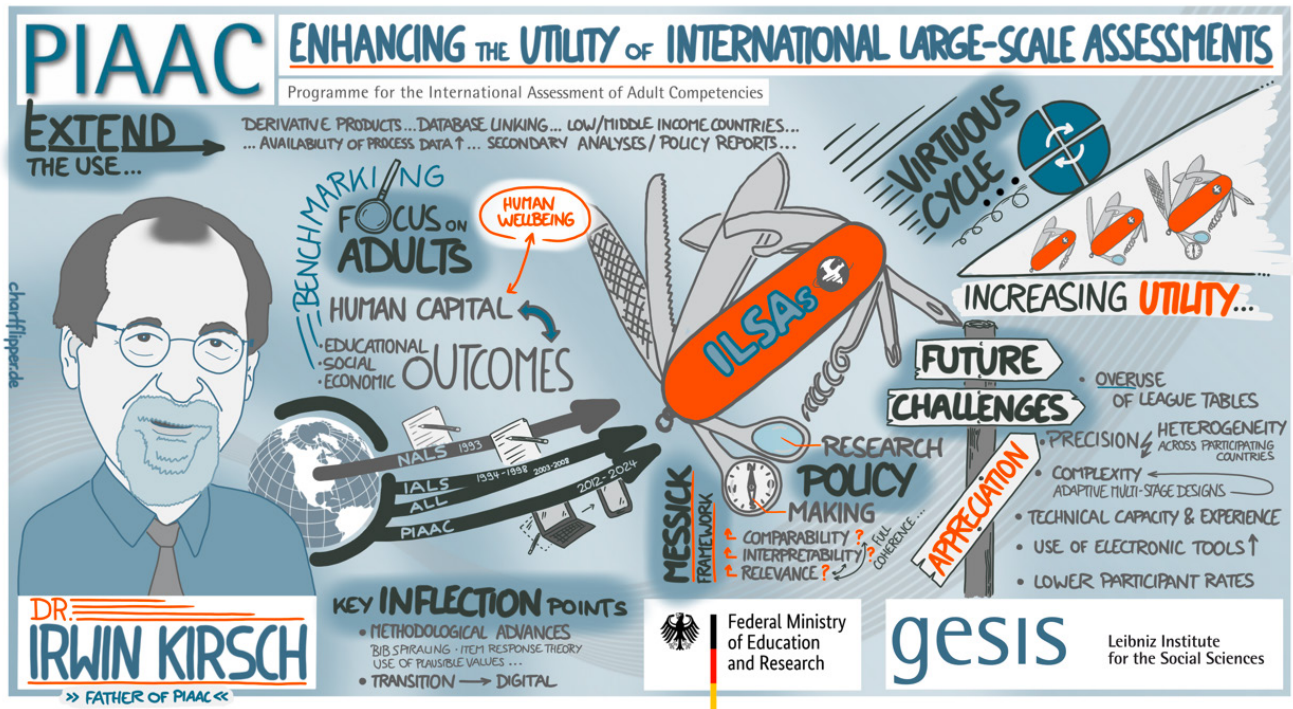 PIAAC
ENHANCING THE UTILITY OF INTERNATIONAL LARGE-SCALE ASSESSMENTS
Programme for the International Assessment of Adult Competencies
EXTEND
THE USE...
DERIVATIVE PRODUCTS... DATABASE LINKING... LOW/MIDDLE INCOME COUNTRIES...
... AVAILABILITY OF PROCESS DATA↑ ... SECONDARY ANALYSES / POLICY REPORTS...
VIRTUOUS
CYCLE...
INCREASING UTILITY...
BENCHMARKING
FOCUS ON
ADULTS
HUMAN
WELLBEING
HUMAN CAPITAL
• EDUCATIONAL
• SOCIAL
• ECONOMIC
OUTCOMES
NALS 1993
IALS 1994-1998
ALL 2003-2008
PIAAC 2012-2024
ILSAs
RESEARCH
POLICY
MAKING
MESSICK
FRAMEWORK
COMPARABILITY ?
INTERPRETABILITY ?
RELEVANCE ?
FULL
COHERENCE...
FUTURE
CHALLENGES
APPRECIATION
• OVERUSE
OF LEAGUE TABLES
• PRECISION
HETEROGENEITY
ACROSS PARTICIPATING
COUNTRIES
• COMPLEXITY
ADAPTIVE MULTI-STAGE DESIGNS
• TECHNICAL CAPACITY & EXPERIENCE
• USE OF ELECTRONIC TOOLS↑
• LOWER PARTICIPANT RATES
chartflipper.de
DR.
IRWIN KIRSCH
>> FATHER OF PIAAC <<
KEY INFLECTION POINTS
• METHODOLOGICAL ADVANCES
BIB SPIRALING · ITEM RESPONSE THEORY
USE OF PLAUSIBLE VALUES ...
• TRANSITION → DIGITAL
Federal Ministry
of Education
and Research
gesis
Leibniz Institute
for the Social Sciences